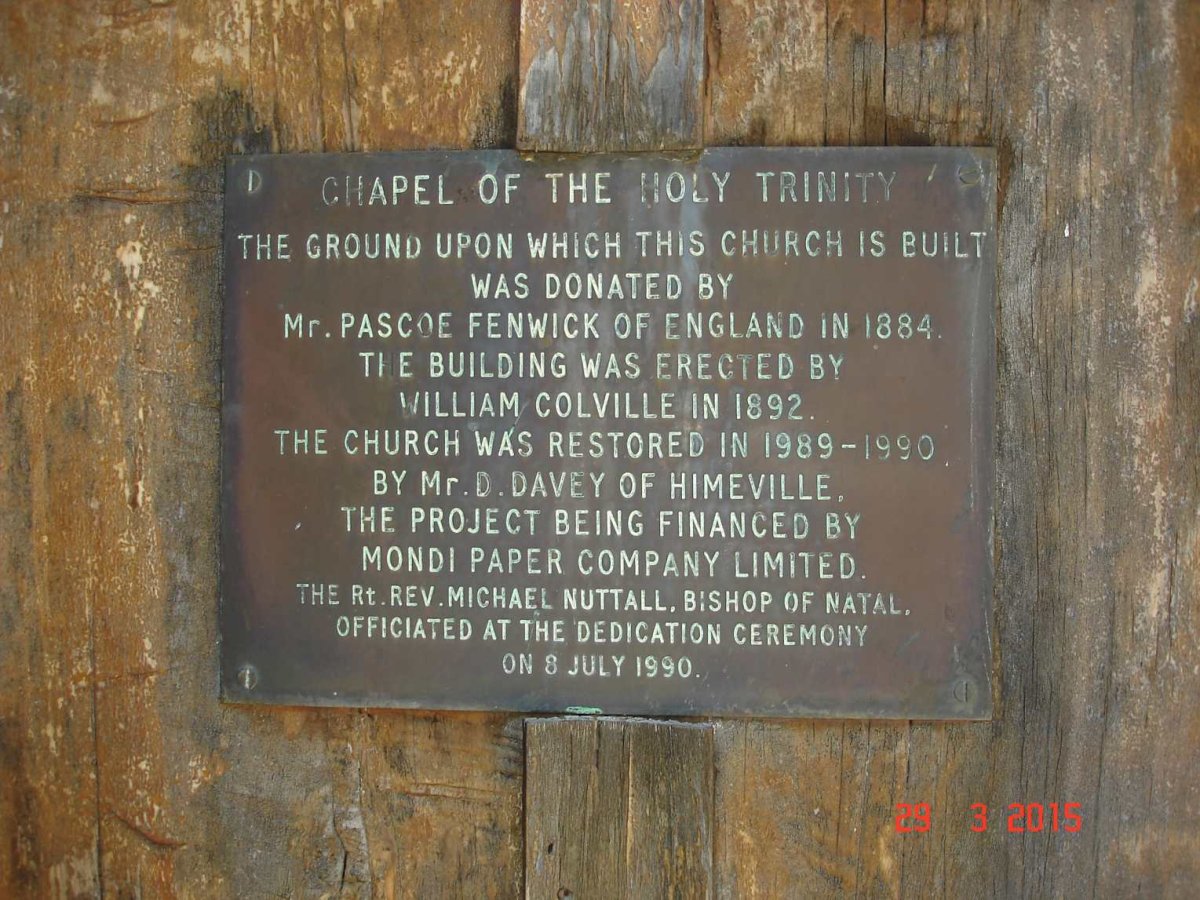 CHAPEL OF THE HOLY TRINITY
THE GROUND UPON WHICH THIS CHURCH IS BUILT
WAS DONATED BY
Mr. PASCOE FENWICK OF ENGLAND IN 1884.
THE BUILDING WAS ERECTED BY
WILLIAM COLVILLE IN 1892.
THE CHURCH WAS RESTORED IN 1989-1990
BY Mr. D. DAVEY OF HIMEVILLE,
THE PROJECT BEING FINANCED BY
MONDI PAPER COMPANY LIMITED.
THE Rt. REV. MICHAEL NUTTALL, BISHOP OF NATAL,
OFFICIATED AT THE DEDICATION CEREMONY
ON 8 JULY 1990.
29 3 2015